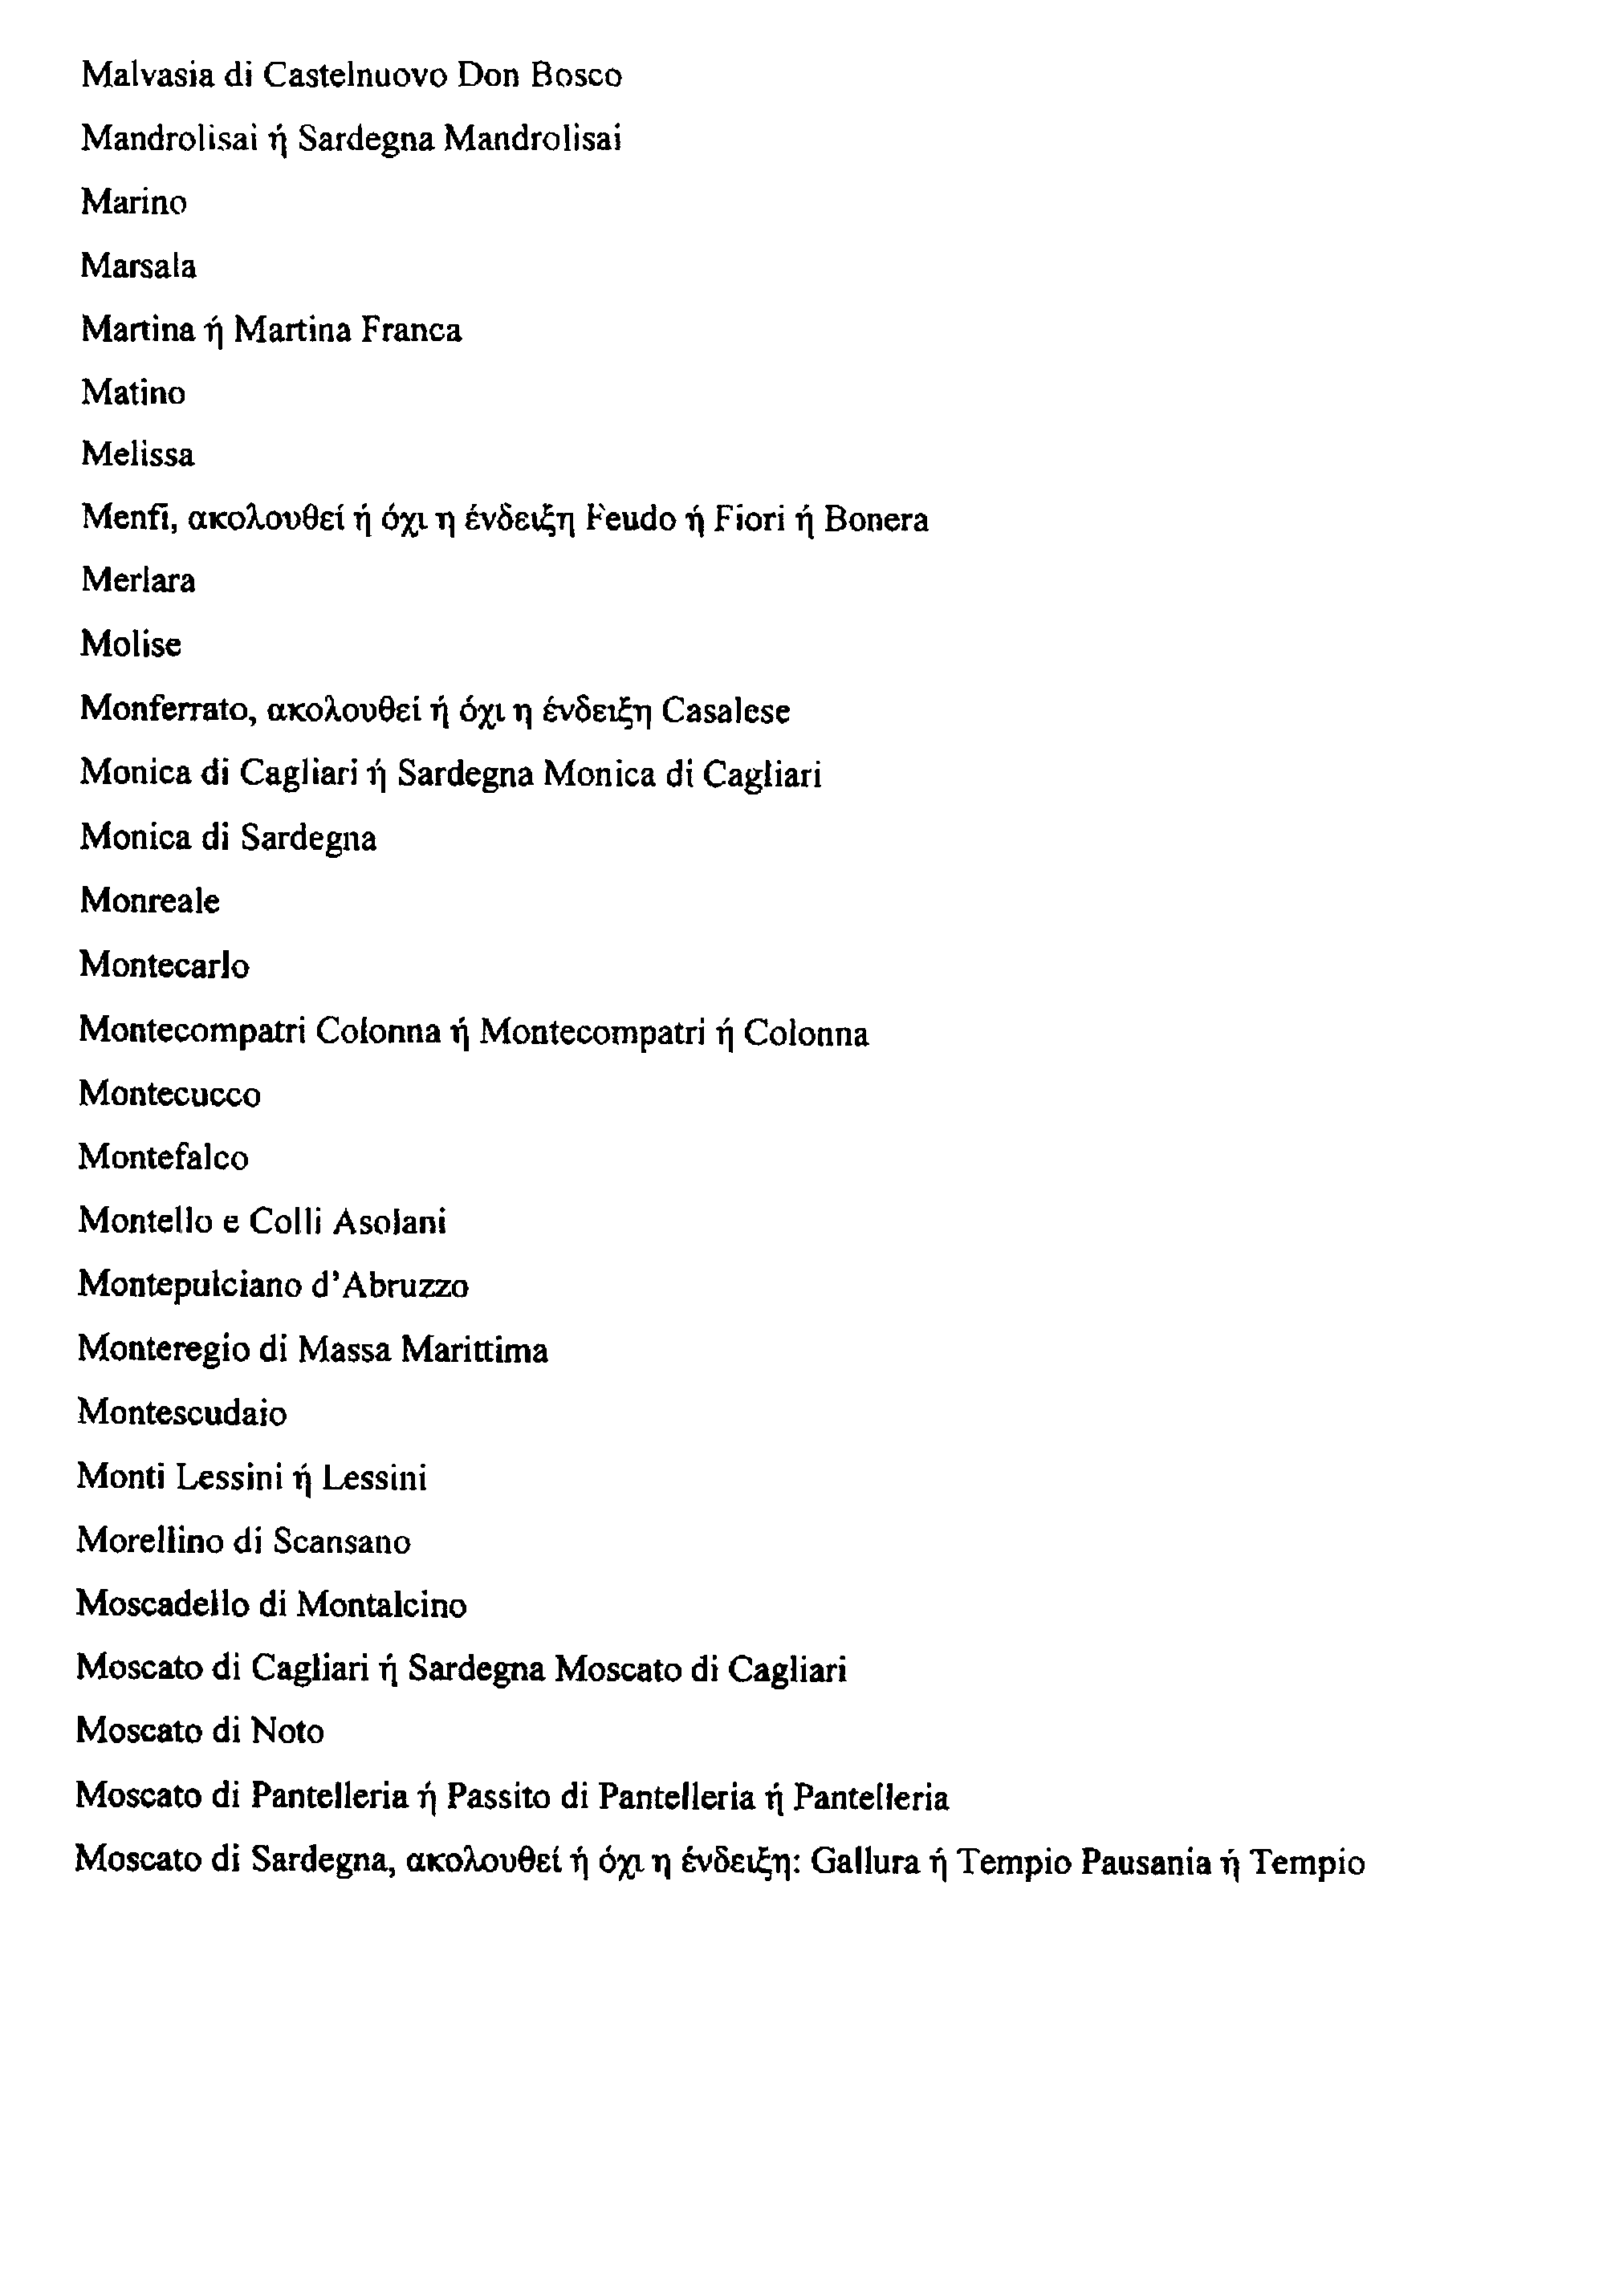 Malvasia di Castelnuovo Don Bosco
Mandrolisai ή Sardegna Mandrolisai
Marino
Marsala
Martina ή Martina Franca
Matino
Melissa
Menfi, ακολουθεί ή όχι η ένδειξη Feudo ή Fiori ή Bonera
Merlara
Molise
Monferrato, ακολουθεί ή όχι η ένδειξη Casalese
Monica di Cagliari ή Sardegna Monica di Cagliari
Monica di Sardegna
Monreale
Montecarlo
Montecompatri Colonna ή Montecompatri ή Colonna
Montecucco
Montefalco
Montello e Colli Asolani
Montepulciano d’Abruzzo
Monteregio di Massa Marittima
Montescudaio
Monti Lessini ή Lessini
Morellino di Scansano
Moscadello di Montalcino
Moscato di Cagliari ή Sardegna Moscato di Cagliari
Moscato di Noto
Moscato di Pantelleria ή Passito di Pantelleria ή Pantelleria
Moscato di Sardegna, ακολουθεί ή όχι η ένδειξη: Gallura ή Tempio Pausania ή Tempio